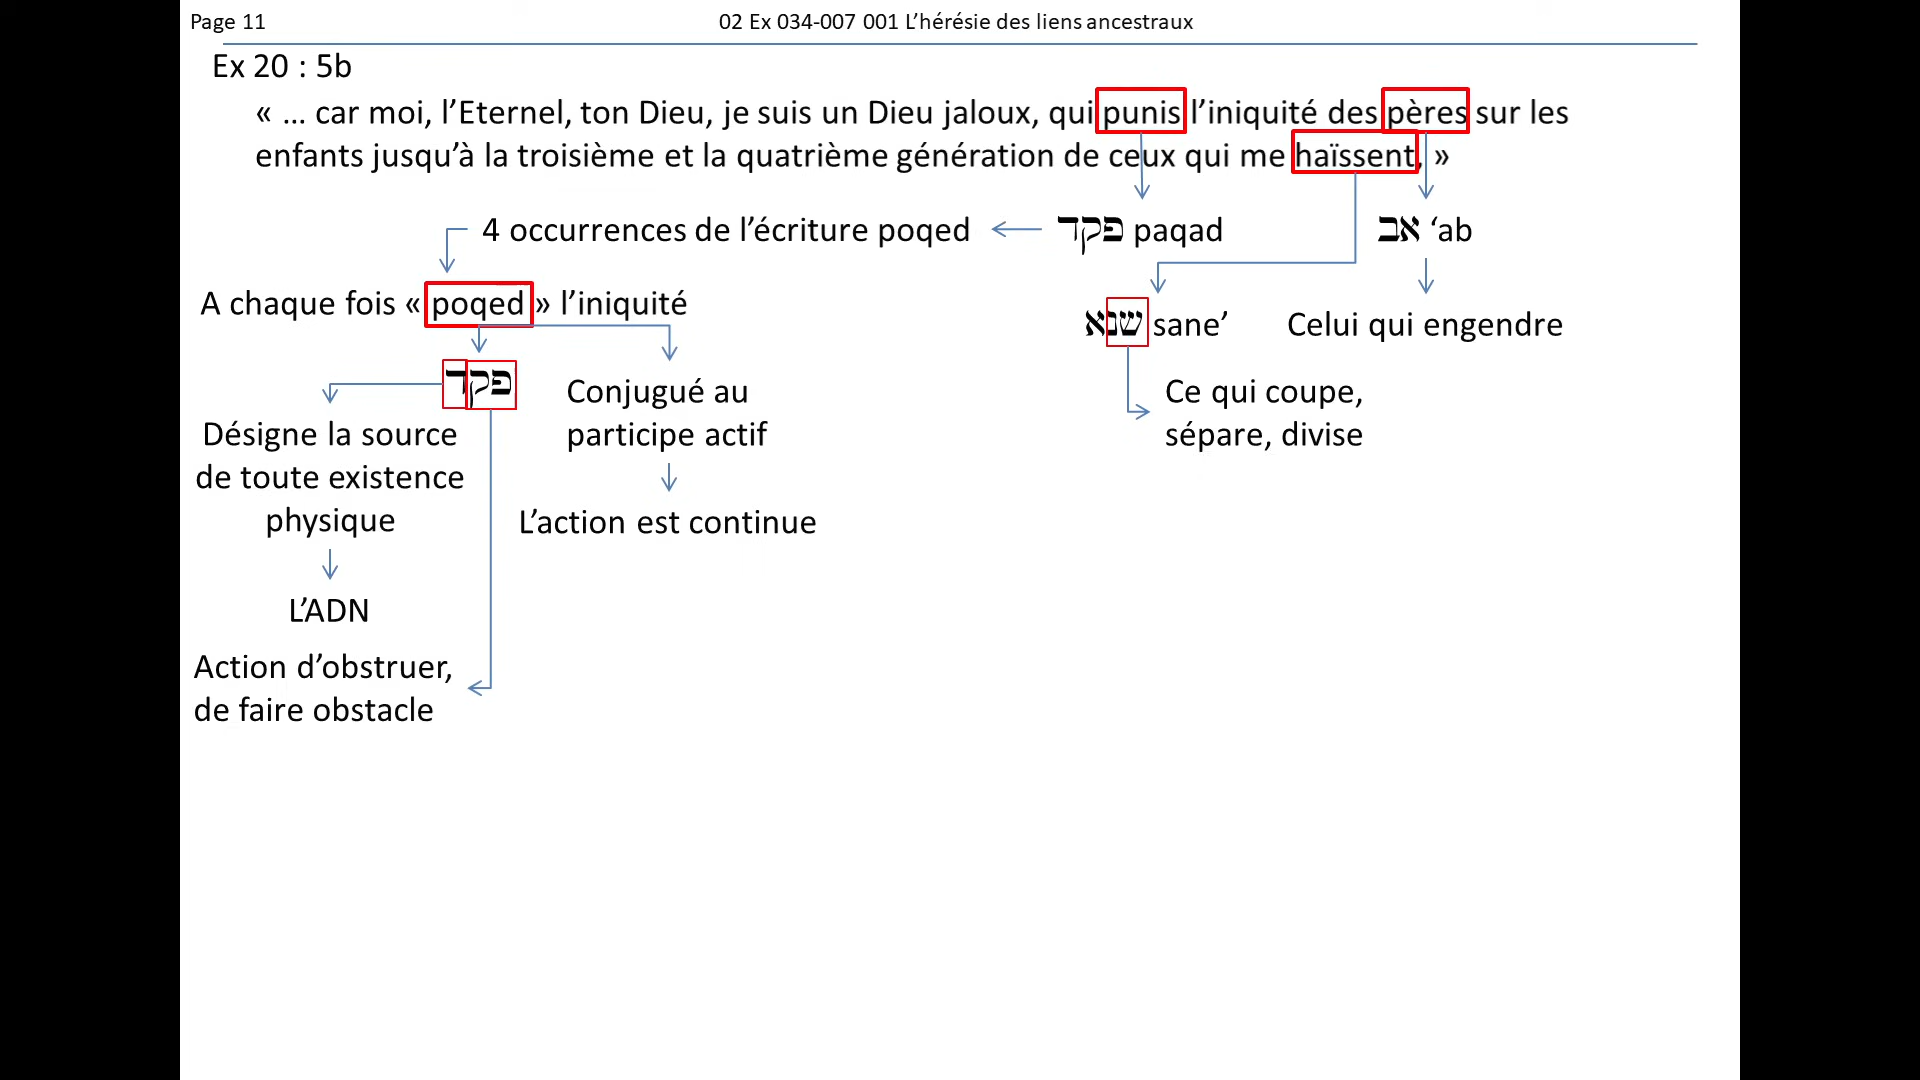 Page 11
02 Ex 034-007 001 L’hérésie des liens ancestraux
Ex 20 : 5b
« ... car moi, l’Eternel, ton Dieu, je suis un Dieu jaloux, qui punis l’iniquité des pères sur les
enfants jusqu’à la troisième et la quatrième génération de ceux qui me haïssent, »
4 occurrences de l’écriture poqed
פקד paqad
אב ‘ab
A chaque fois « poqed » l’iniquité
שנא sane’
Celui qui engendre
פקד
Conjugué au
participe actif
Ce qui coupe,
sépare, divise
Désigne la source
de toute existence
physique
L’action est continue
L’ADN
Action d’obstruer,
de faire obstacle